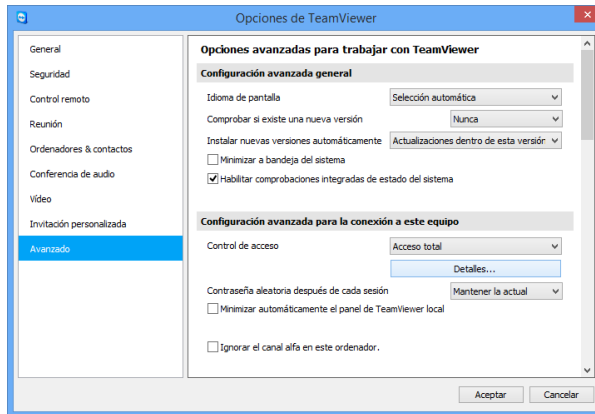 Opciones de TeamViewer
General
Seguridad
Control remoto
Reunión
Ordenadores & contactos
Conferencia de audio
Vídeo
Invitación personalizada
Avanzado
Opciones avanzadas para trabajar con TeamViewer
Configuración avanzada general
Idioma de pantalla Selección automática
Comprobar si existe una nueva versión Nunca
Instalar nuevas versiones automáticamente Actualizaciones dentro de esta versión
Minimizar a bandeja del sistema
Habilitar comprobaciones integradas de estado del sistema
Configuración avanzada para la conexión a este equipo
Control de acceso Acceso total
Detalles...
Contraseña aleatoria después de cada sesión Mantener la actual
Minimizar automáticamente el panel de TeamViewer local
Ignorar el canal alfa en este ordenador.
Aceptar Cancelar